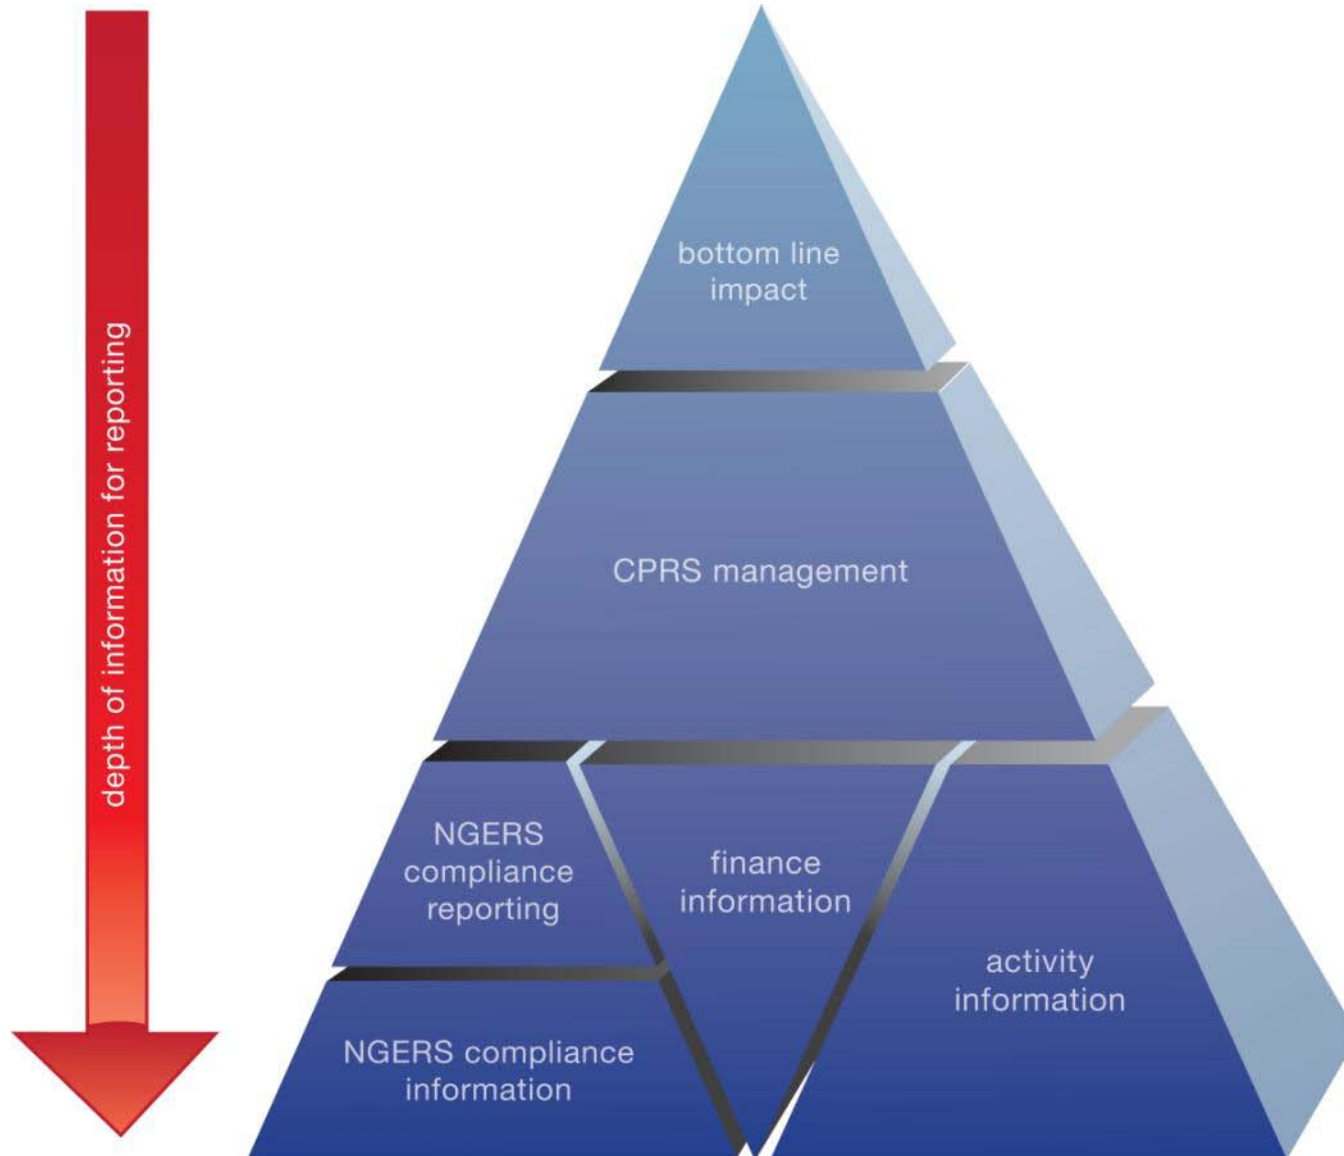 depth of information for reporting
bottom line
impact
CPRS management
NGERS
compliance
reporting
finance
information
activity
information
NGERS compliance
information